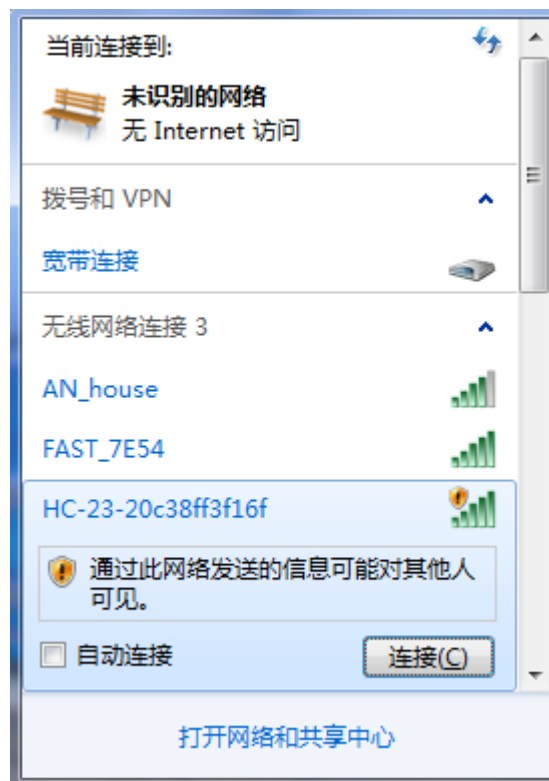 当前连接到:
未识别的网络
无 Internet 访问
拨号和 VPN
宽带连接
无线网络连接 3
AN_house
FAST_7E54
HC-23-20c38ff3f16f
通过此网络发送的信息可能对其他人
可见。
自动连接
连接(C)
打开网络和共享中心